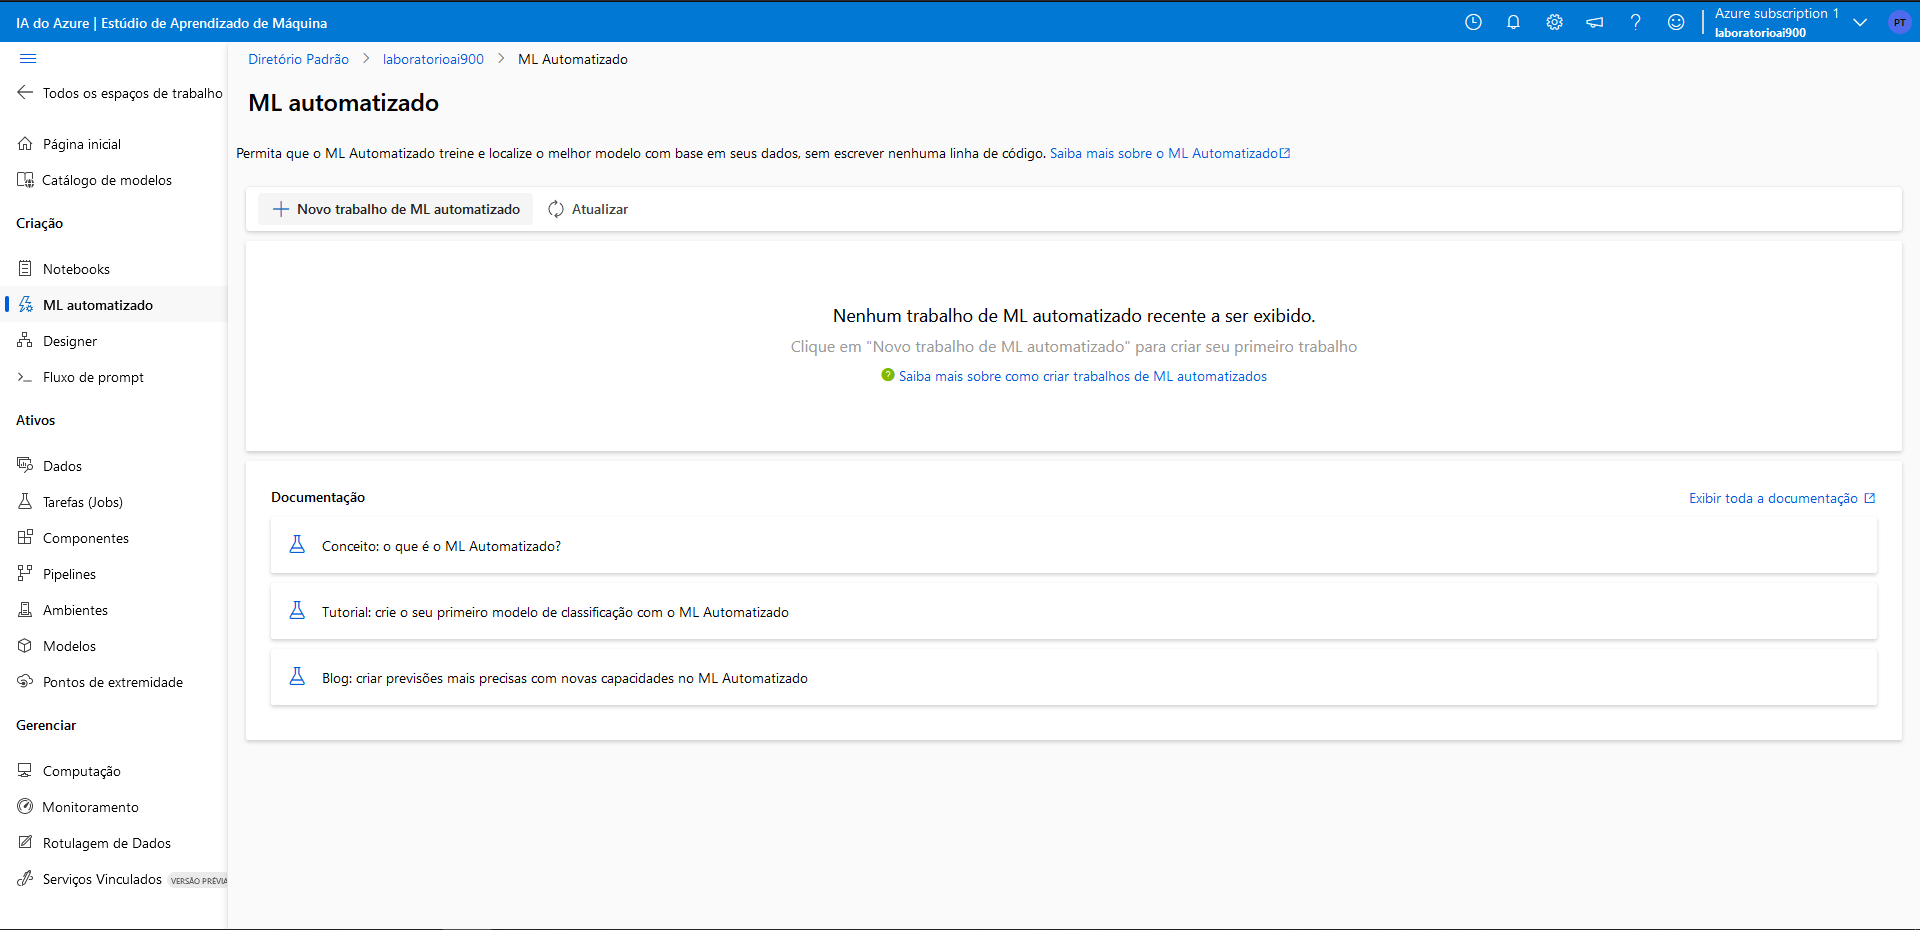 IA do Azure | Estúdio de Aprendizado de Máquina
Azure subscription 1
laboratorioai900
PT
Todos os espaços de trabalho
Página inicial
Catálogo de modelos
Criação
Notebooks
ML automatizado
Designer
Fluxo de prompt
Ativos
Dados
Tarefas (Jobs)
Componentes
Pipelines
Ambientes
Modelos
Pontos de extremidade
Gerenciar
Computação
Monitoramento
Rotulagem de Dados
Serviços Vinculados VERSÃO PRÉVIA
Diretório Padrão > laboratorioai900 > ML Automatizado
ML automatizado
Permita que o ML Automatizado treine e localize o melhor modelo com base em seus dados, sem escrever nenhuma linha de código. Saiba mais sobre o ML Automatizado
Novo trabalho de ML automatizado Atualizar
Nenhum trabalho de ML automatizado recente a ser exibido.
Clique em "Novo trabalho de ML automatizado" para criar seu primeiro trabalho
Saiba mais sobre como criar trabalhos de ML automatizados
Documentação
Exibir toda a documentação
Conceito: o que é o ML Automatizado?
Tutorial: crie o seu primeiro modelo de classificação com o ML Automatizado
Blog: criar previsões mais precisas com novas capacidades no ML Automatizado